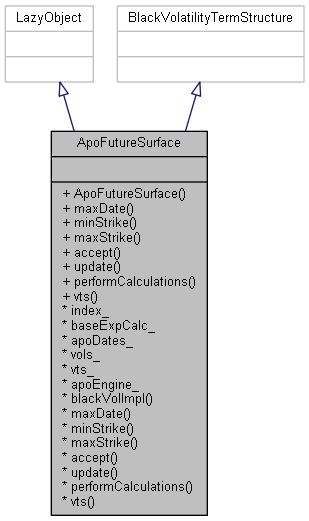 LazyObject
BlackVolatilityTermStructure
ApoFutureSurface
+ ApoFutureSurface()
+ maxDate()
+ minStrike()
+ maxStrike()
+ accept()
+ update()
+ performCalculations()
+ vts()
* index_
* baseExpCalc_
* apoDates_
* vols_
* vts_
* apoEngine_
* blackVolImpl()
* maxDate()
* minStrike()
* maxStrike()
* accept()
* update()
* performCalculations()
* vts()